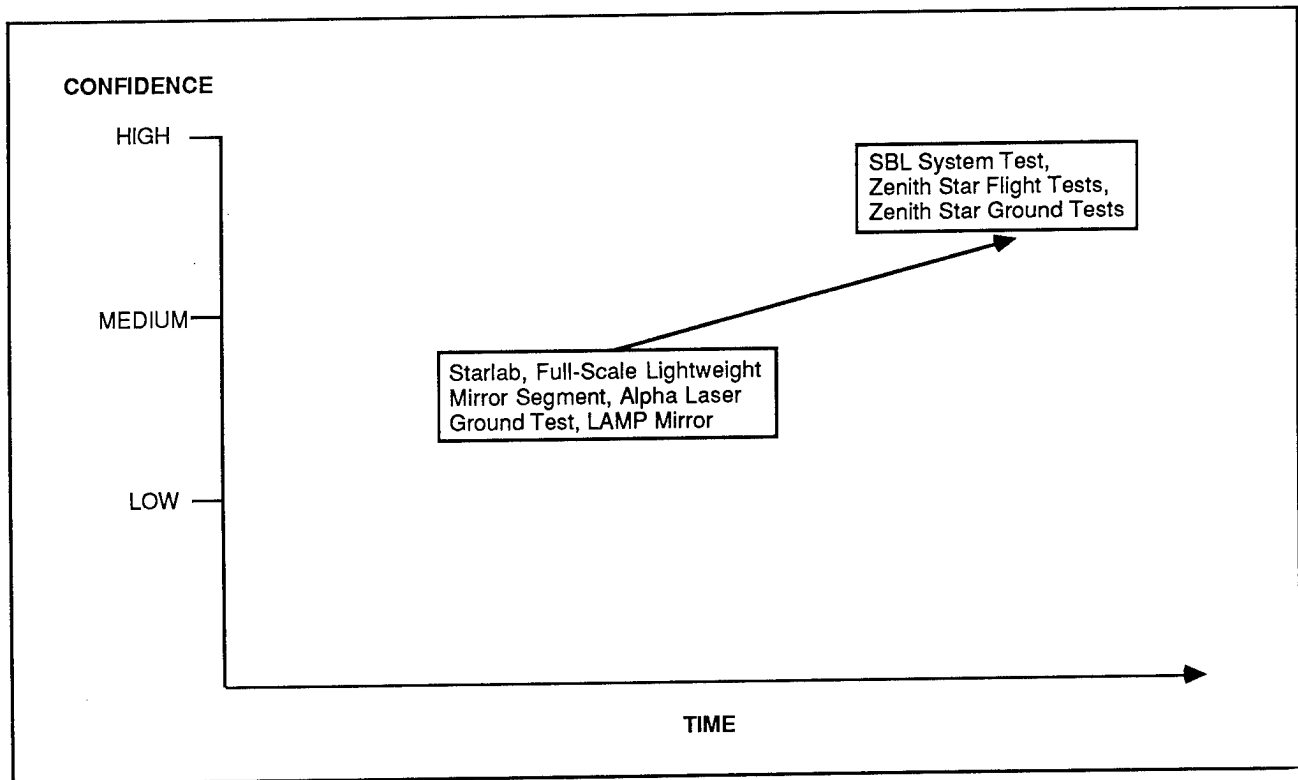 CONFIDENCE
HIGH
SBL System Test,
Zenith Star Flight Tests,
Zenith Star Ground Tests
MEDIUM
Starlab, Full-Scale Lightweight
Mirror Segment, Alpha Laser
Ground Test, LAMP Mirror
LOW
TIME